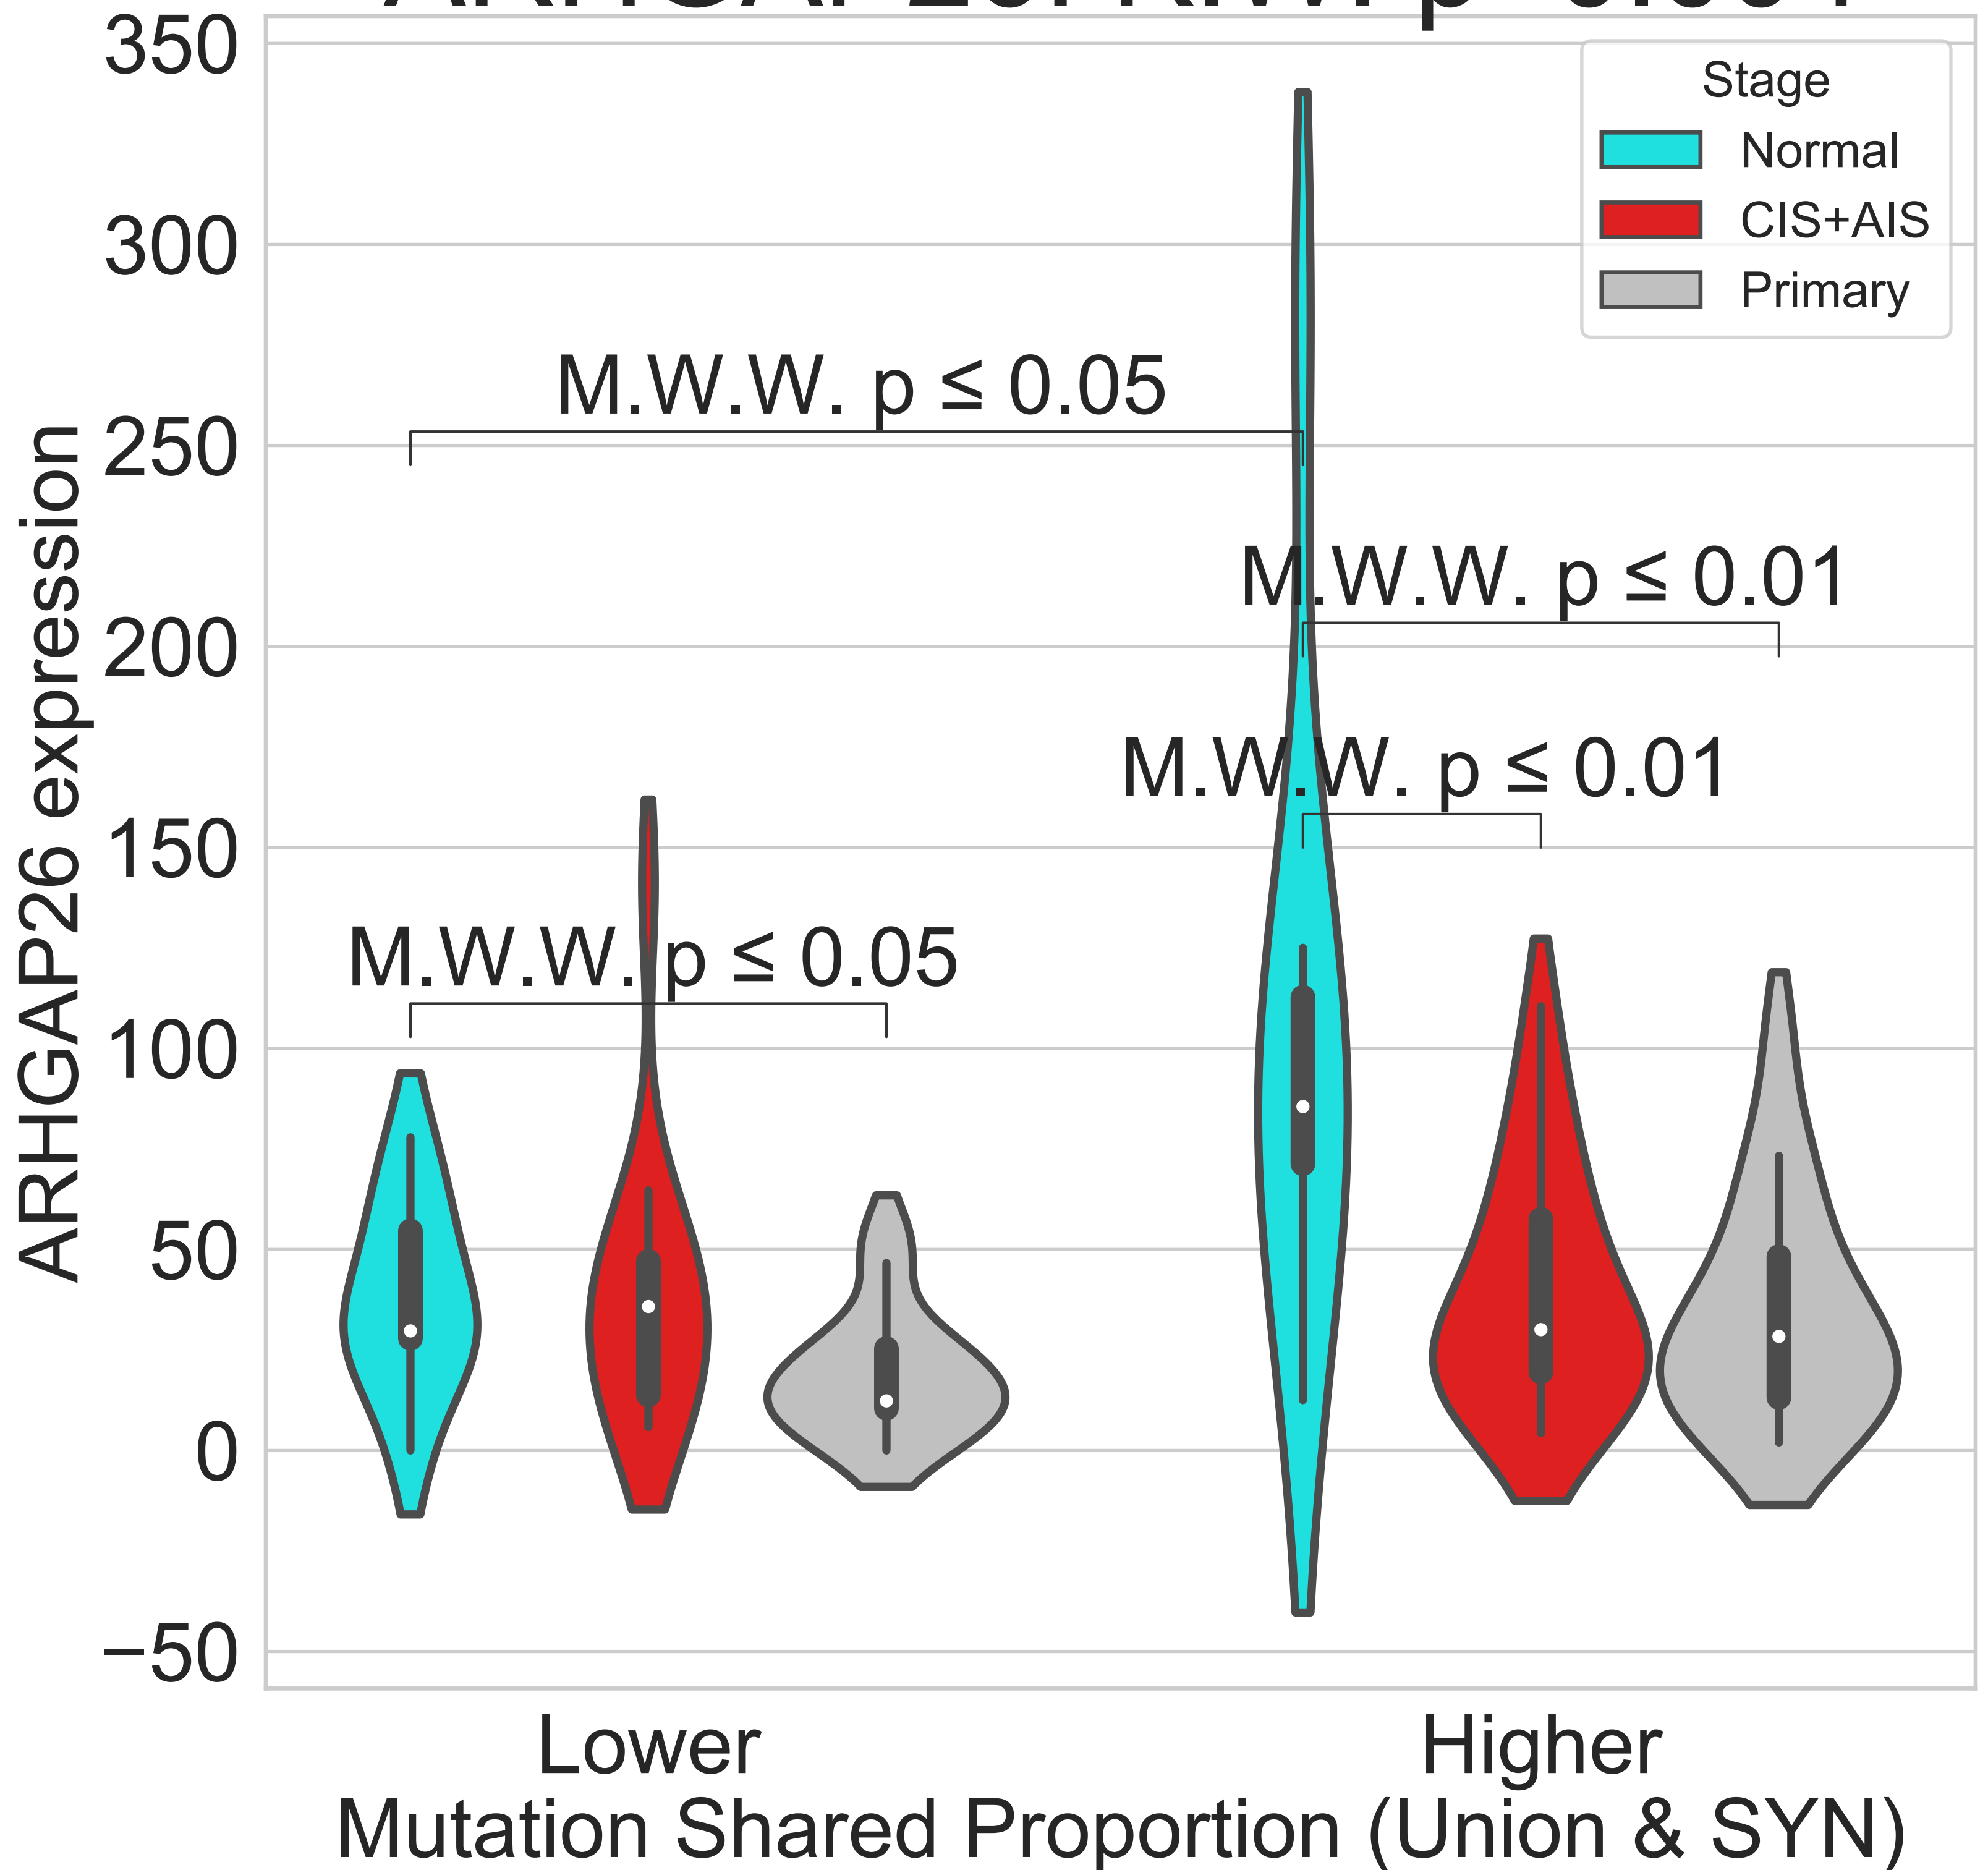 350
300
250
200
150
100
50
0
−50
ARHGAP26 expression
Stage
Normal
CIS+AIS
Primary
M.W.W. p ≤ 0.05
M.W.W. p ≤ 0.01
M.W.W. p ≤ 0.01
M.W.W. p ≤ 0.05
Lower
Higher
Mutation Shared Proportion (Union & SYN)